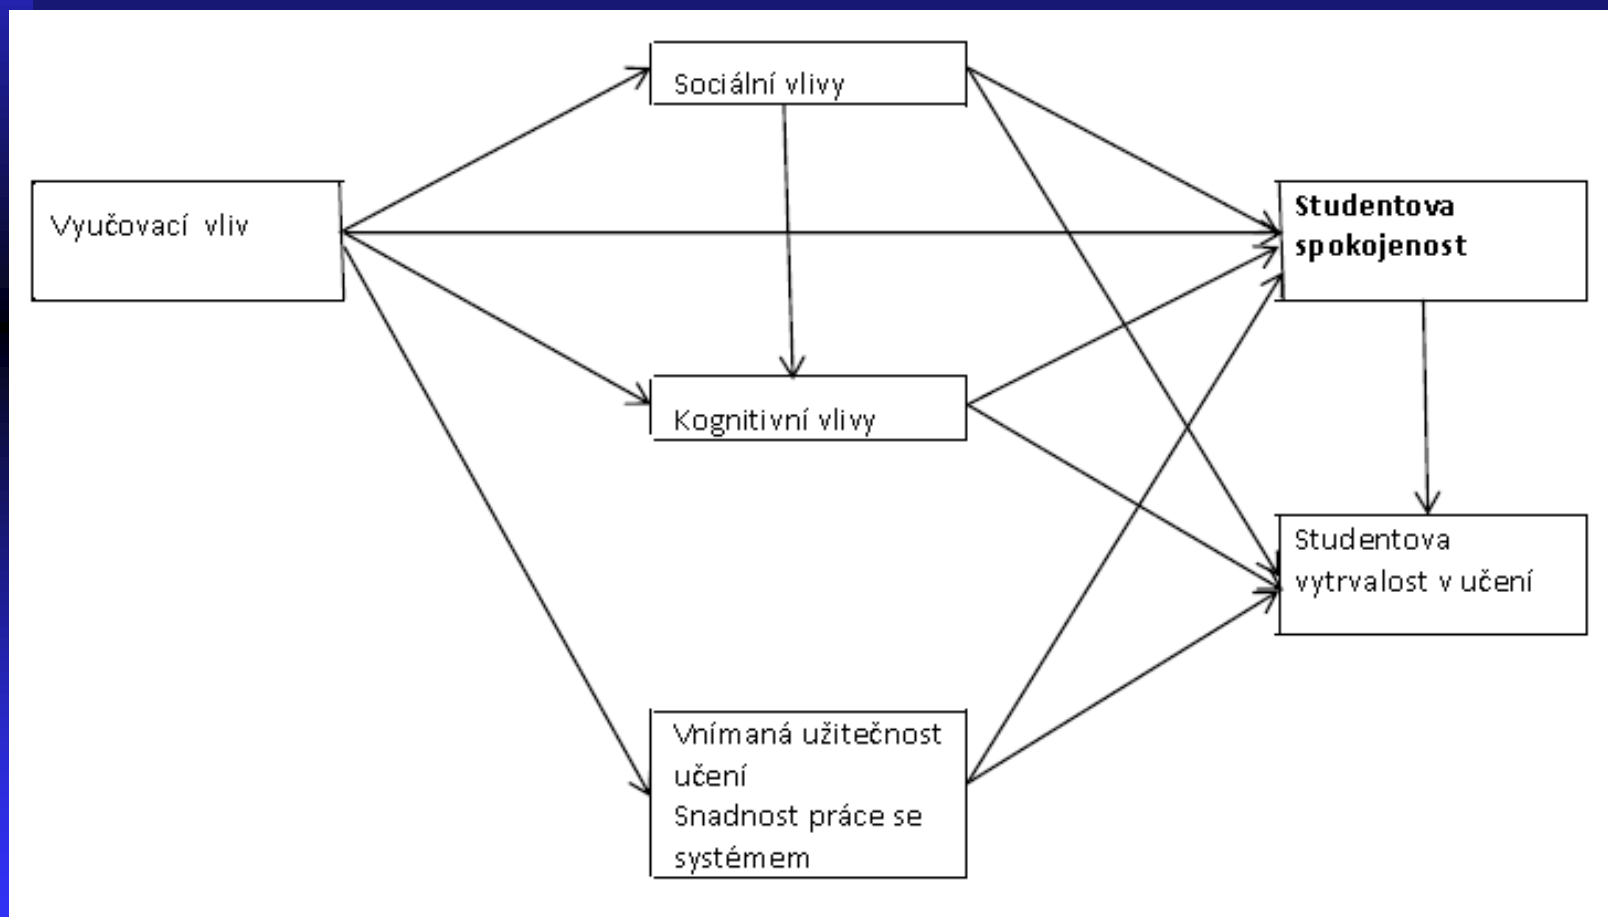 Sociální vlivy
Vyučovací vliv
Studentova
spokojenost
Kognitivní vlivy
Studentova
vytrvalost v učení
Vnímaná užitečnost
učení
Snadnost práce se
systémem